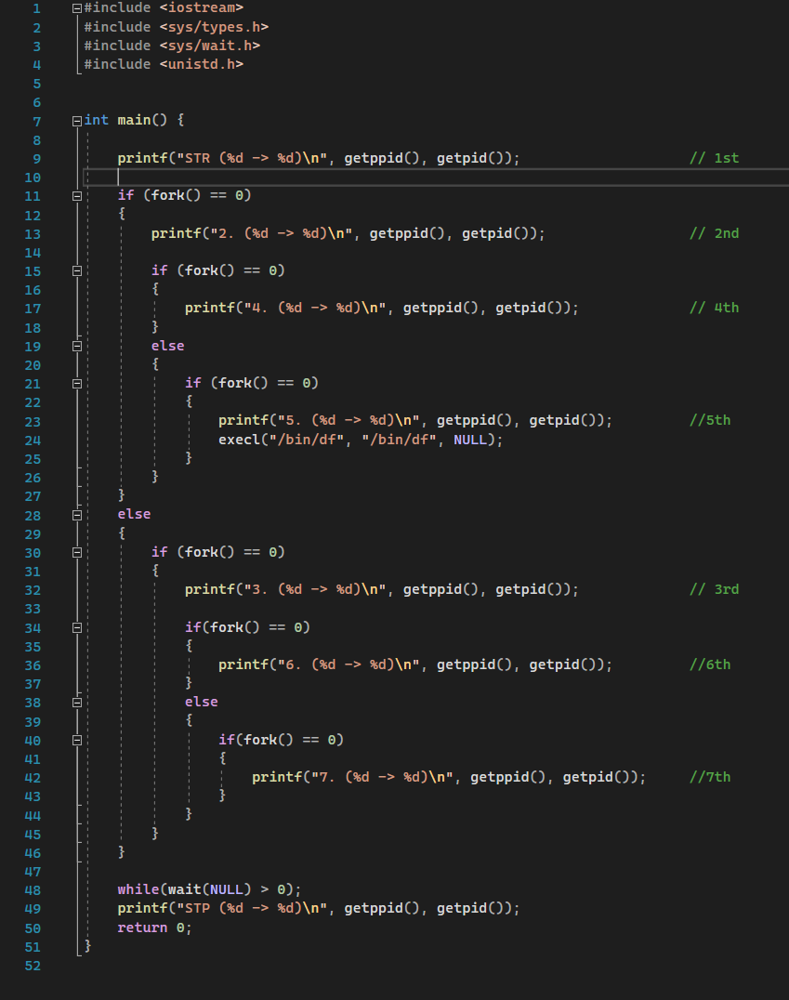 1 #include <iostream>
2 #include <sys/types.h>
3 #include <sys/wait.h>
4 #include <unistd.h>
5
6
7 int main() {
8
9 printf("STR (%d -> %d)\n", getppid(), getpid()); // 1st
10
11 if (fork() == 0)
12 {
13 printf("2. (%d -> %d)\n", getppid(), getpid()); // 2nd
14
15 if (fork() == 0)
16 {
17 printf("4. (%d -> %d)\n", getppid(), getpid()); // 4th
18 }
19 else
20 {
21 if (fork() == 0)
22 {
23 printf("5. (%d -> %d)\n", getppid(), getpid()); //5th
24 execl("/bin/df", "/bin/df", NULL);
25 }
26 }
27 }
28 else
29 {
30 if (fork() == 0)
31 {
32 printf("3. (%d -> %d)\n", getppid(), getpid()); // 3rd
33
34 if(fork() == 0)
35 {
36 printf("6. (%d -> %d)\n", getppid(), getpid()); //6th
37 }
38 else
39 {
40 if(fork() == 0)
41 {
42 printf("7. (%d -> %d)\n", getppid(), getpid()); //7th
43 }
44 }
45 }
46 }
47
48 while(wait(NULL) > 0);
49 printf("STP (%d -> %d)\n", getppid(), getpid());
50 return 0;
51 }
52